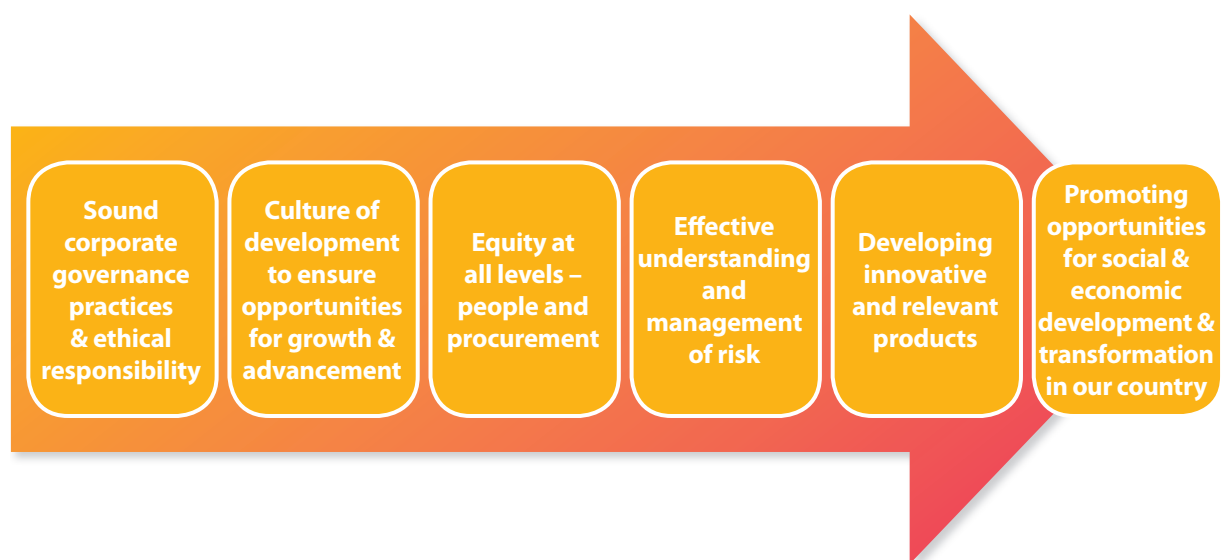 Sound
corporate
governance
practices
& ethical
responsibility
Culture of
development
to ensure
opportunities
for growth &
advancement
Equity at
all levels –
people and
procurement
Effective
understanding
and
management
of risk
Developing
innovative
and relevant
products
Promoting
opportunities
for social &
economic
development &
transformation
in our country